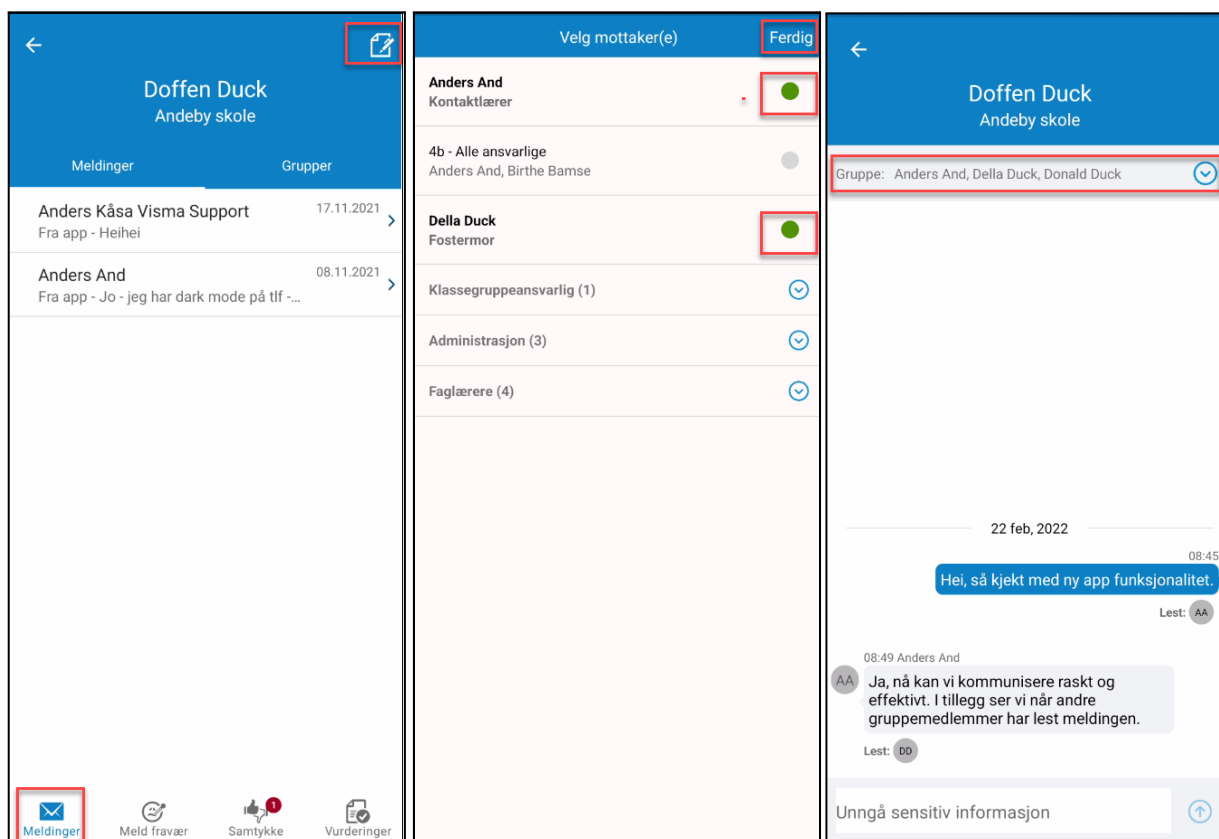 Doffen Duck
Andeby skole
Meldinger
Grupper
Anders Kåsa Visma Support
17.11.2021
Fra app - Heihei
Anders And
08.11.2021
Fra app - Jo - jeg har dark mode på tlf -...
Meldinger
Meld fravær
1
Samtykke
Vurderinger
Velg mottaker(e)
Ferdig
Anders And
Kontaktlærer
4b - Alle ansvarlige
Anders And, Birthe Bamse
Della Duck
Fostermor
Klassegruppeansvarlig (1)
Administrasjon (3)
Faglærere (4)
Doffen Duck
Andeby skole
Gruppe: Anders And, Della Duck, Donald Duck
22 feb, 2022
08:45
Hei, så kjekt med ny app funksjonalitet.
Lest: AA
08:49 Anders And
AA
Ja, nå kan vi kommunisere raskt og
effektivt. I tillegg ser vi når andre
gruppemedlemmer har lest meldingen.
Lest: DD
Unngå sensitiv informasjon